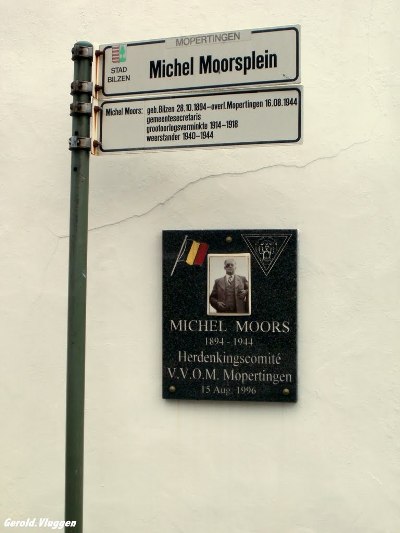 MOPERTINGEN
STAD
BILZEN
Michel Moorsplein
Michel Moors: geb.Bilzen 28.10.1894-overl.Mopertingen 16.08.1944
gemeentesecretaris
grootoorlogsverminkte 1914-1918
weerstander 1940-1944
MICHEL MOORS
1894 - 1944
Herdenkingscomité
V.V.O.M. Mopertingen
15 Aug. 1996
Gerold.Vluggen